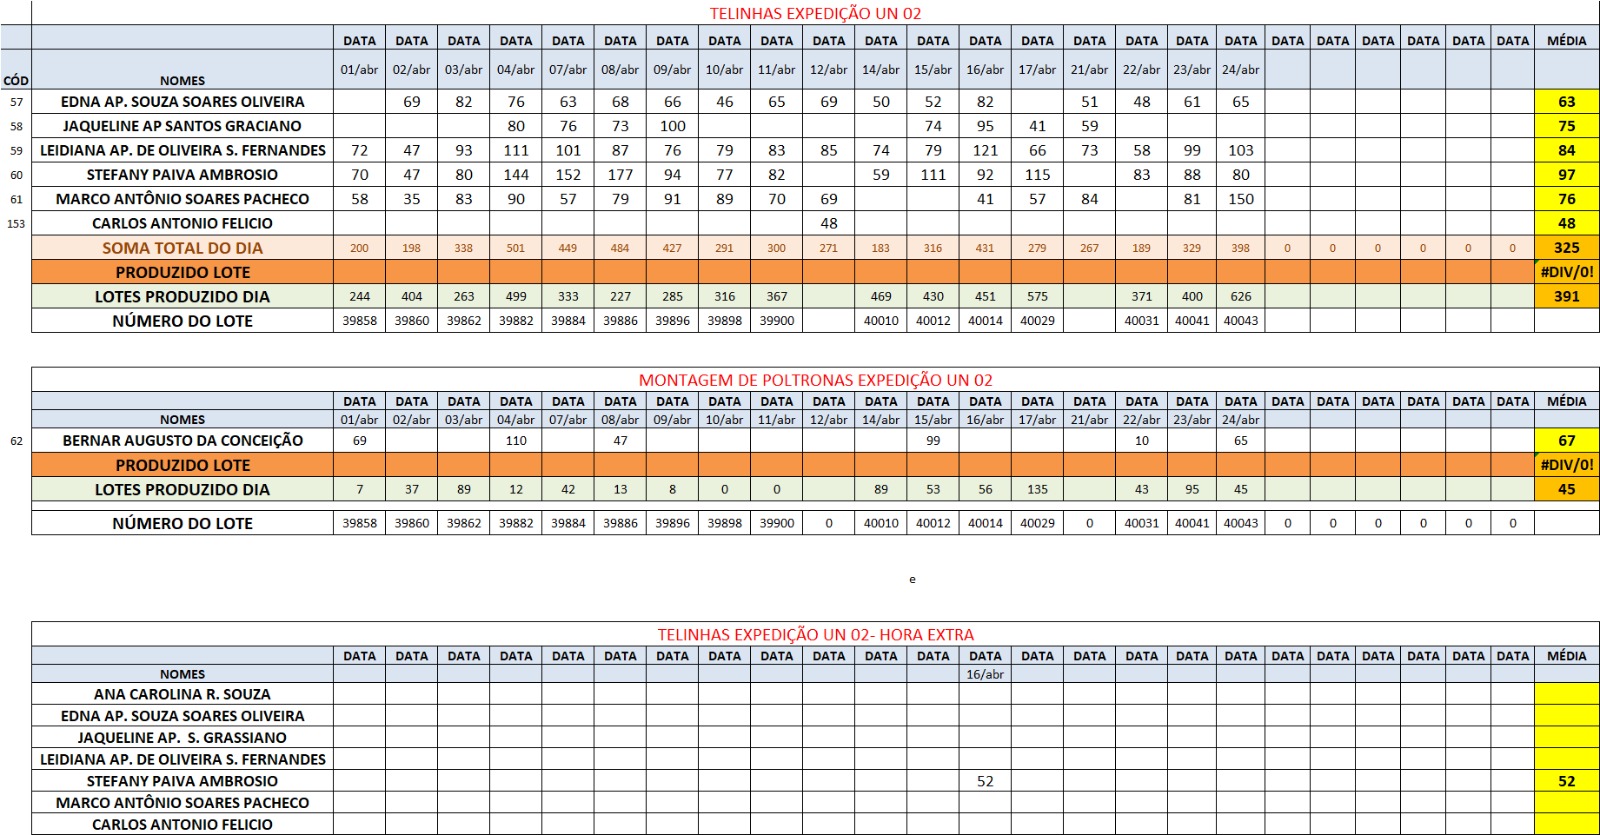 TELINHAS EXPEDIÇÃO UN 02
DATA DATA DATA DATA DATA DATA DATA DATA DATA DATA DATA DATA DATA DATA DATA DATA DATA DATA DATA DATA DATA DATA DATA DATA MÉDIA
CÓD NOMES 01/abr 02/abr 03/abr 04/abr 07/abr 08/abr 09/abr 10/abr 11/abr 12/abr 14/abr 15/abr 16/abr 17/abr 21/abr 22/abr 23/abr 24/abr
57 EDNA AP. SOUZA SOARES OLIVEIRA 69 82 76 63 68 66 46 65 69 50 52 82 51 48 61 65 63
58 JAQUELINE AP SANTOS GRACIANO 80 76 73 100 74 95 41 59 75
59 LEIDIANA AP. DE OLIVEIRA S. FERNANDES 72 47 93 111 101 87 76 79 83 85 74 79 121 66 73 58 99 103 84
60 STEFANY PAIVA AMBROSIO 70 47 80 144 152 177 94 77 82 59 111 92 115 83 88 80 97
61 MARCO ANTÔNIO SOARES PACHECO 58 35 83 90 57 79 91 89 70 69 41 57 84 81 150 76
153 CARLOS ANTONIO FELICIO 48 48
SOMA TOTAL DO DIA 200 198 338 501 449 484 427 291 300 271 183 316 431 279 267 189 329 398 0 0 0 0 0 0 325
PRODUZIDO LOTE #DIV/0!
LOTES PRODUZIDO DIA 244 404 263 499 333 227 285 316 367 469 430 451 575 371 400 626 391
NÚMERO DO LOTE 39858 39860 39862 39882 39884 39886 39896 39898 39900 40010 40012 40014 40029 40031 40041 40043
MONTAGEM DE POLTRONAS EXPEDIÇÃO UN 02
DATA DATA DATA DATA DATA DATA DATA DATA DATA DATA DATA DATA DATA DATA DATA DATA DATA DATA DATA DATA DATA DATA DATA DATA MÉDIA
NOMES 01/abr 02/abr 03/abr 04/abr 07/abr 08/abr 09/abr 10/abr 11/abr 12/abr 14/abr 15/abr 16/abr 17/abr 21/abr 22/abr 23/abr 24/abr
62 BERNAR AUGUSTO DA CONCEIÇÃO 69 110 47 99 10 65 67
PRODUZIDO LOTE #DIV/0!
LOTES PRODUZIDO DIA 7 37 89 12 42 13 8 0 0 89 53 56 135 43 95 45 45
NÚMERO DO LOTE 39858 39860 39862 39882 39884 39886 39896 39898 39900 0 40010 40012 40014 40029 0 40031 40041 40043 0 0 0 0 0 0
e
TELINHAS EXPEDIÇÃO UN 02- HORA EXTRA
DATA DATA DATA DATA DATA DATA DATA DATA DATA DATA DATA DATA DATA DATA DATA DATA DATA DATA DATA DATA DATA DATA DATA DATA MÉDIA
NOMES 16/abr
ANA CAROLINA R. SOUZA
EDNA AP. SOUZA SOARES OLIVEIRA
JAQUELINE AP. S. GRASSIANO
LEIDIANA AP. DE OLIVEIRA S. FERNANDES
STEFANY PAIVA AMBROSIO 52 52
MARCO ANTÔNIO SOARES PACHECO
CARLOS ANTONIO FELICIO